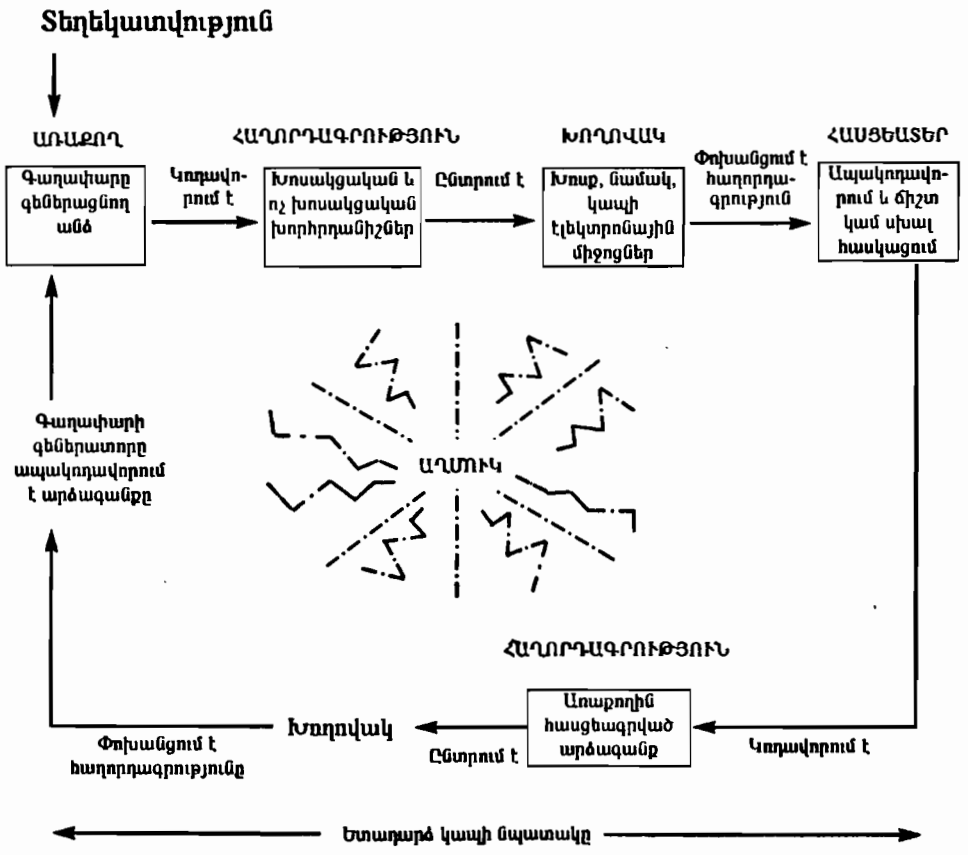 Տեղեկատվություն
ԱՌԱՔՈՂ
ՀԱՂՈՐԴԱԳՐՈՒԹՅՈՒՆ
ԽՈՂՈՎԱԿ
ՀԱՍՑԵԱՏԵՐ
Գաղափարը
գեներացնող
անձ
Կոդավո-
րում է
Խոսակցական և
ոչ խոսակցական
խորհրդանիշներ
Ընտրում է
Խոսք, նամակ,
կապի
էլեկտրոնային
միջոցներ
Փոխանցում է
հաղորդա-
գրություն
Ապակոդավո-
րում և ճիշտ
կամ սխալ
հասկացում
Գաղափարի
գեներատորը
ապակոդավորում
է արձագանքը
ԱՂՄՈՒԿ
ՀԱՂՈՐԴԱԳՐՈՒԹՅՈՒՆ
Խողովակ
Առաքողին
հասցեագրված
արձագանք
Փոխանցում է
հաղորդագրությունը
Ընտրում է
Կոդավորում է
Ետադարձ կապի նպատակը